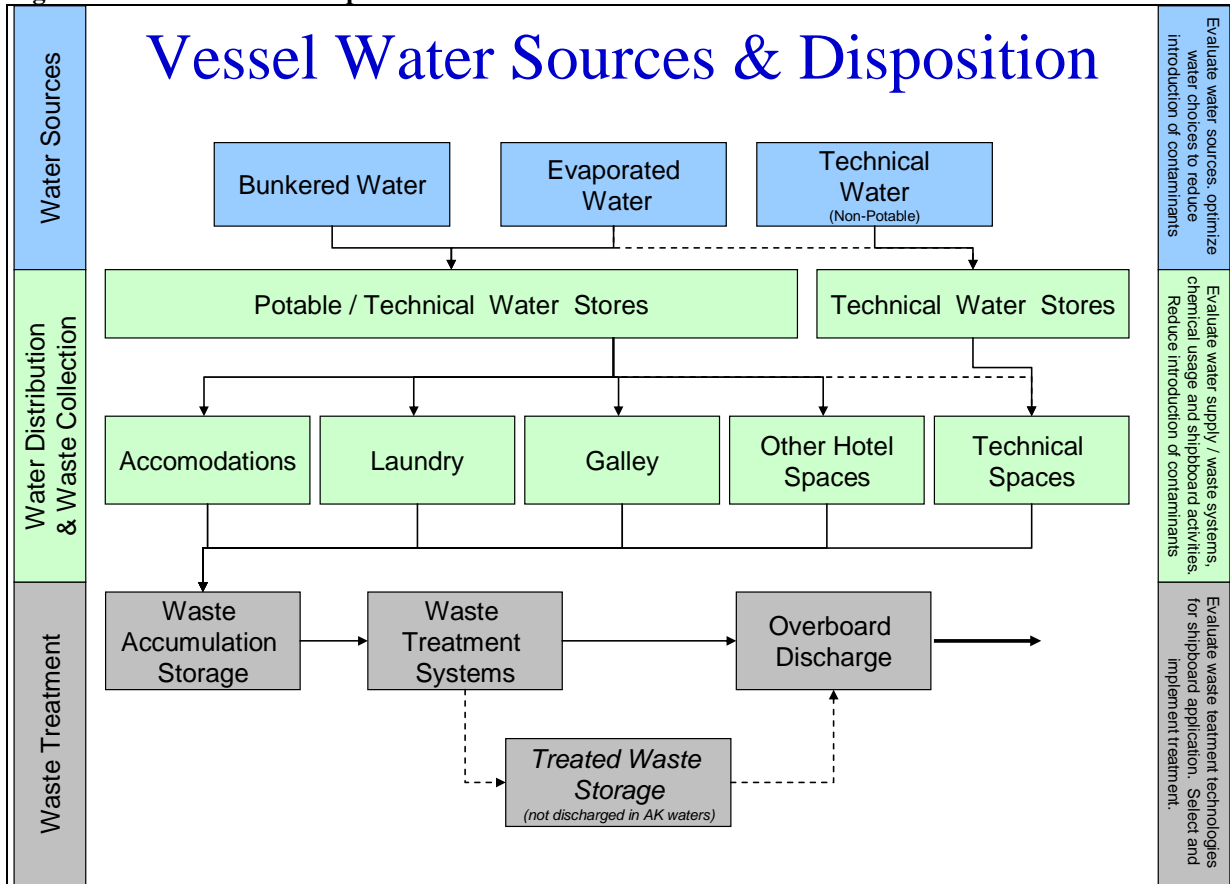 Vessel Water Sources & Disposition
Water Sources
Bunkered Water
Evaporated
Water
Technical
Water
(Non-Potable)
Evaluate water sources, optimize
water choices to reduce
introduction of contaminants
Water Distribution
& Waste Collection
Potable / Technical Water Stores
Technical Water Stores
Accomodations
Laundry
Galley
Other Hotel
Spaces
Technical
Spaces
Evaluate water supply / waste systems,
chemical usage and shipbboard activities.
Reduce introduction of contaminants
Waste Treatment
Waste
Accumulation
Storage
Waste
Treatment
Systems
Overboard
Discharge
Treated Waste
Storage
(not discharged in AK waters)
Evaluate waste teatment technologies
for shipboard application. Select and
implement treatment.